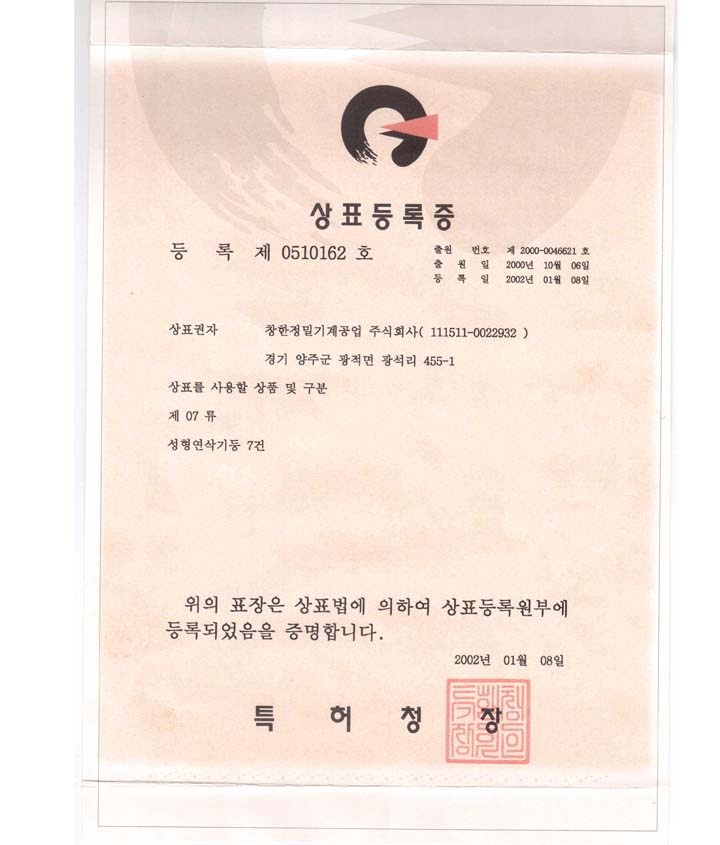 상표등록증
등 록 제 0510162 호
출원 번호 제 2000-0046621 호
출 원 일 2000년 10월 06일
등 록 일 2002년 01월 08일
상표권자 창한정밀기계공업 주식회사( 111511-0022932 )
경기 양주군 광적면 광석리 455-1
상표를 사용할 상품 및 구분
제 07 류
성형연삭기등 7건
위의 표장은 상표법에 의하여 상표등록원부에
등록되었음을 증명합니다.
2002년 01월 08일
특 허 청 장